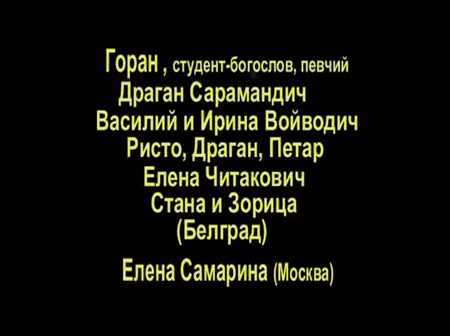 Горан , студент-богослов, певчий
Драган Сарамандич
Василий и Ирина Войводич
Ристо, Драган, Петар
Елена Читакович
Стана и Зорица
(Белград)
Елена Самарина (Москва)